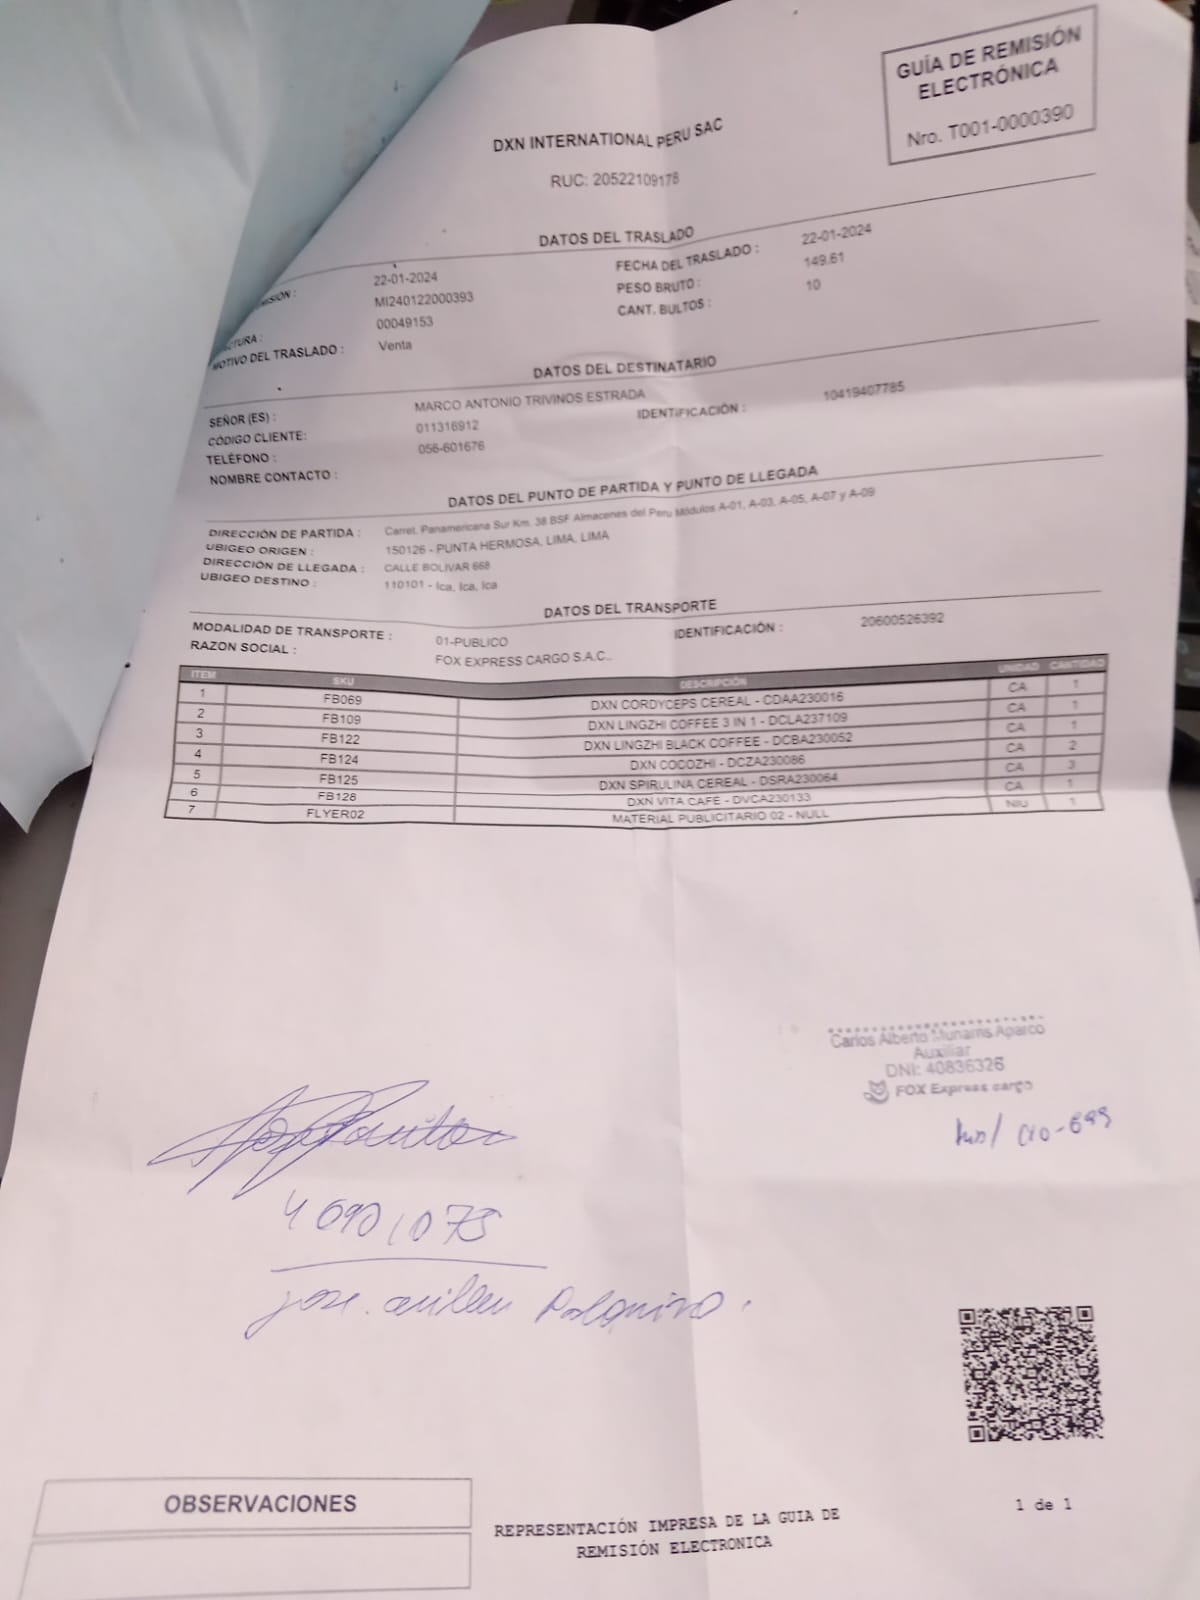 GUÍA DE REMISIÓN
ELECTRÓNICA
Nro. T001-0000390
DXN INTERNATIONAL PERU SAC
RUC: 20522109178
DATOS DEL TRASLADO
22-01-2024 FECHA DEL TRASLADO : 22-01-2024
MI240122000393 PESO BRUTO : 149.61
00049153 CANT. BULTOS : 10
MOTIVO DEL TRASLADO : Venta
DATOS DEL DESTINATARIO
SEÑOR (ES) : MARCO ANTONIO TRIVINOS ESTRADA IDENTIFICACIÓN : 10419407785
CÓDIGO CLIENTE: 011316912
TELÉFONO : 056-601676
NOMBRE CONTACTO :
DATOS DEL PUNTO DE PARTIDA Y PUNTO DE LLEGADA
DIRECCIÓN DE PARTIDA : Carret. Panamericana Sur Km. 38 BSF Almacenes del Peru Módulos A-01, A-03, A-05, A-07 y A-09
UBIGEO ORIGEN : 150126 - PUNTA HERMOSA, LIMA, LIMA
DIRECCIÓN DE LLEGADA : CALLE BOLIVAR 668
UBIGEO DESTINO : 110101 - Ica, Ica, Ica
DATOS DEL TRANSPORTE
MODALIDAD DE TRANSPORTE : 01-PUBLICO IDENTIFICACIÓN : 20600526392
RAZON SOCIAL : FOX EXPRESS CARGO S.A.C..
ITEM SKU DESCRIPCIÓN UNIDAD CANTIDAD
1 FB069 DXN CORDYCEPS CEREAL - CDAA230016 CA 1
2 FB109 DXN LINGZHI COFFEE 3 IN 1 - DCLA237109 CA 1
3 FB122 DXN LINGZHI BLACK COFFEE - DCBA230052 CA 1
4 FB124 DXN COCOZHI - DCZA230086 CA 2
5 FB125 DXN SPIRULINA CEREAL - DSRA230064 CA 3
6 FB128 DXN VITA CAFE - DVCA230133 CA 1
7 FLYER02 MATERIAL PUBLICITARIO 02 - NULL NIU 1
Carlos Alberto Aparco
Auxiliar
DNI: 40836326
FOX Express cargo
jose
OBSERVACIONES
REPRESENTACIÓN IMPRESA DE LA GUIA DE
REMISIÓN ELECTRONICA
1 de 1